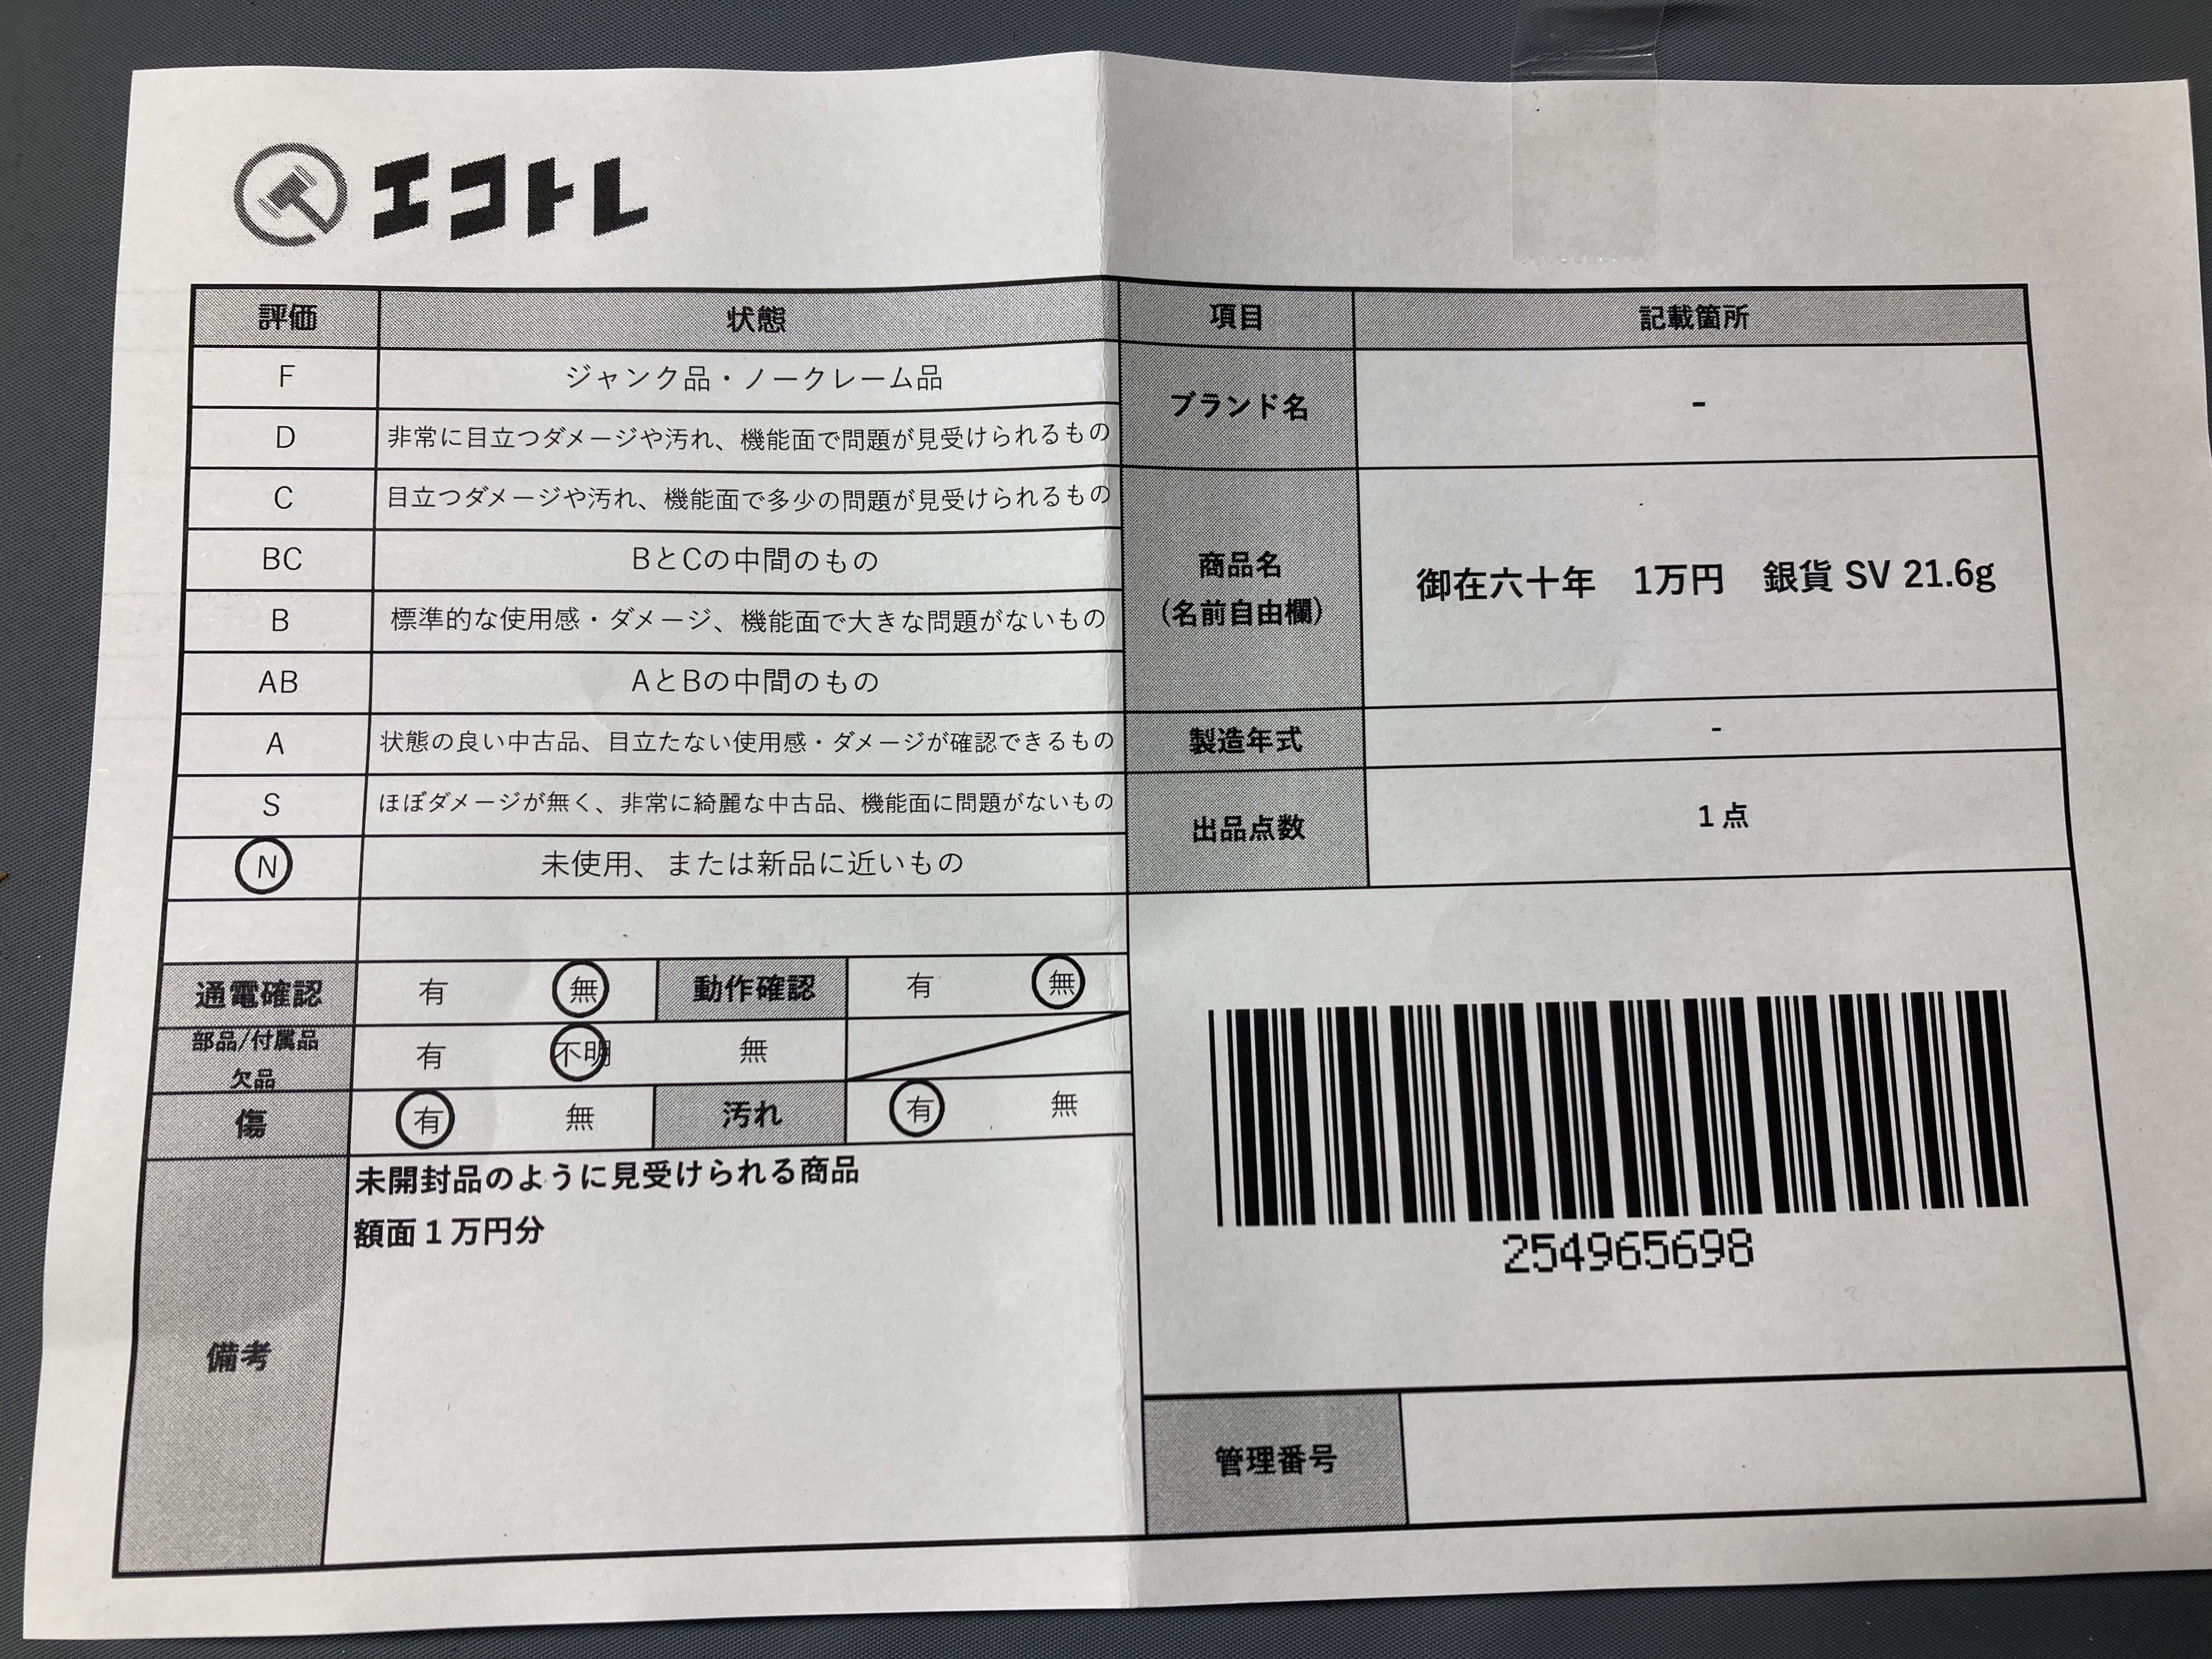 エコトレ
評価 状態 項目 記載箇所
F ジャンク品・ノークレーム品
D 非常に目立つダメージや汚れ、機能面で問題が見受けられるもの
ブランド名 -
C 目立つダメージや汚れ、機能面で多少の問題が見受けられるもの
BC BとCの中間のもの
B 標準的な使用感・ダメージ、機能面で大きな問題がないもの
商品名
(名前自由欄)
御在六十年 1万円 銀貨 SV 21.6g
AB AとBの中間のもの
A 状態の良い中古品、目立たない使用感・ダメージが確認できるもの
製造年式 -
S ほぼダメージが無く、非常に綺麗な中古品、機能面に問題がないもの
出品点数 1点
N 未使用、または新品に近いもの
通電確認 有 無 動作確認 有 無
部品/付属品
欠品
有 不明 無
傷 有 無 汚れ 有 無
備考
未開封品のように見受けられる商品
額面1万円分
254965698
管理番号